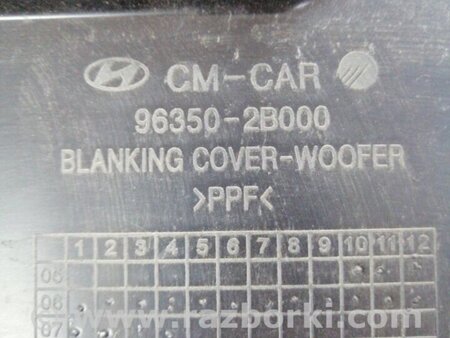 CM-CAR
96350-2B000
BLANKING COVER-WOOFER
>PPF<
1 2 3 4 5 6 7 8 9 10 11 12
05
06
07
www.razborki.com